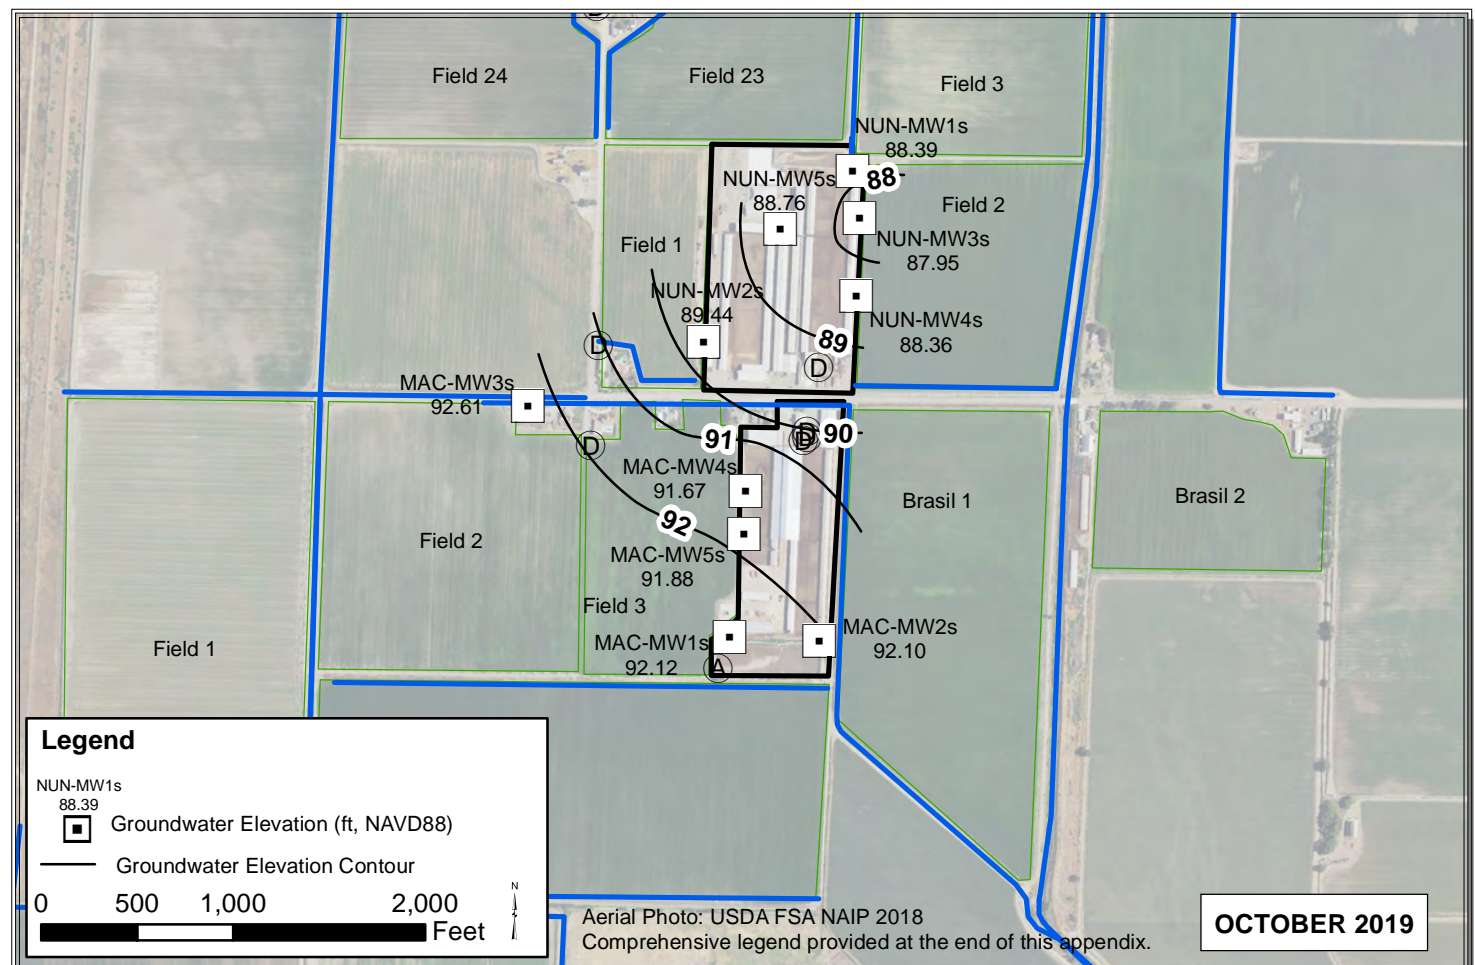 D
Field 24
Field 23
Field 3
NUN-MW1s
88.39
88
NUN-MW5s
88.76
Field 2
Field 1
NUN-MW3s
87.95
NUN-MW2s
89.44
NUN-MW4s
88.36
89
D
D
MAC-MW3s
92.61
D
91
D
D
90
MAC-MW4s
91.67
Brasil 1
Brasil 2
92
Field 2
MAC-MW5s
91.88
Field 3
MAC-MW1s
92.12
A
MAC-MW2s
92.10
Field 1
Legend
NUN-MW1s
88.39
Groundwater Elevation (ft, NAVD88)
Groundwater Elevation Contour
0 500 1,000 2,000
Feet
N
Aerial Photo: USDA FSA NAIP 2018
Comprehensive legend provided at the end of this appendix.
OCTOBER 2019